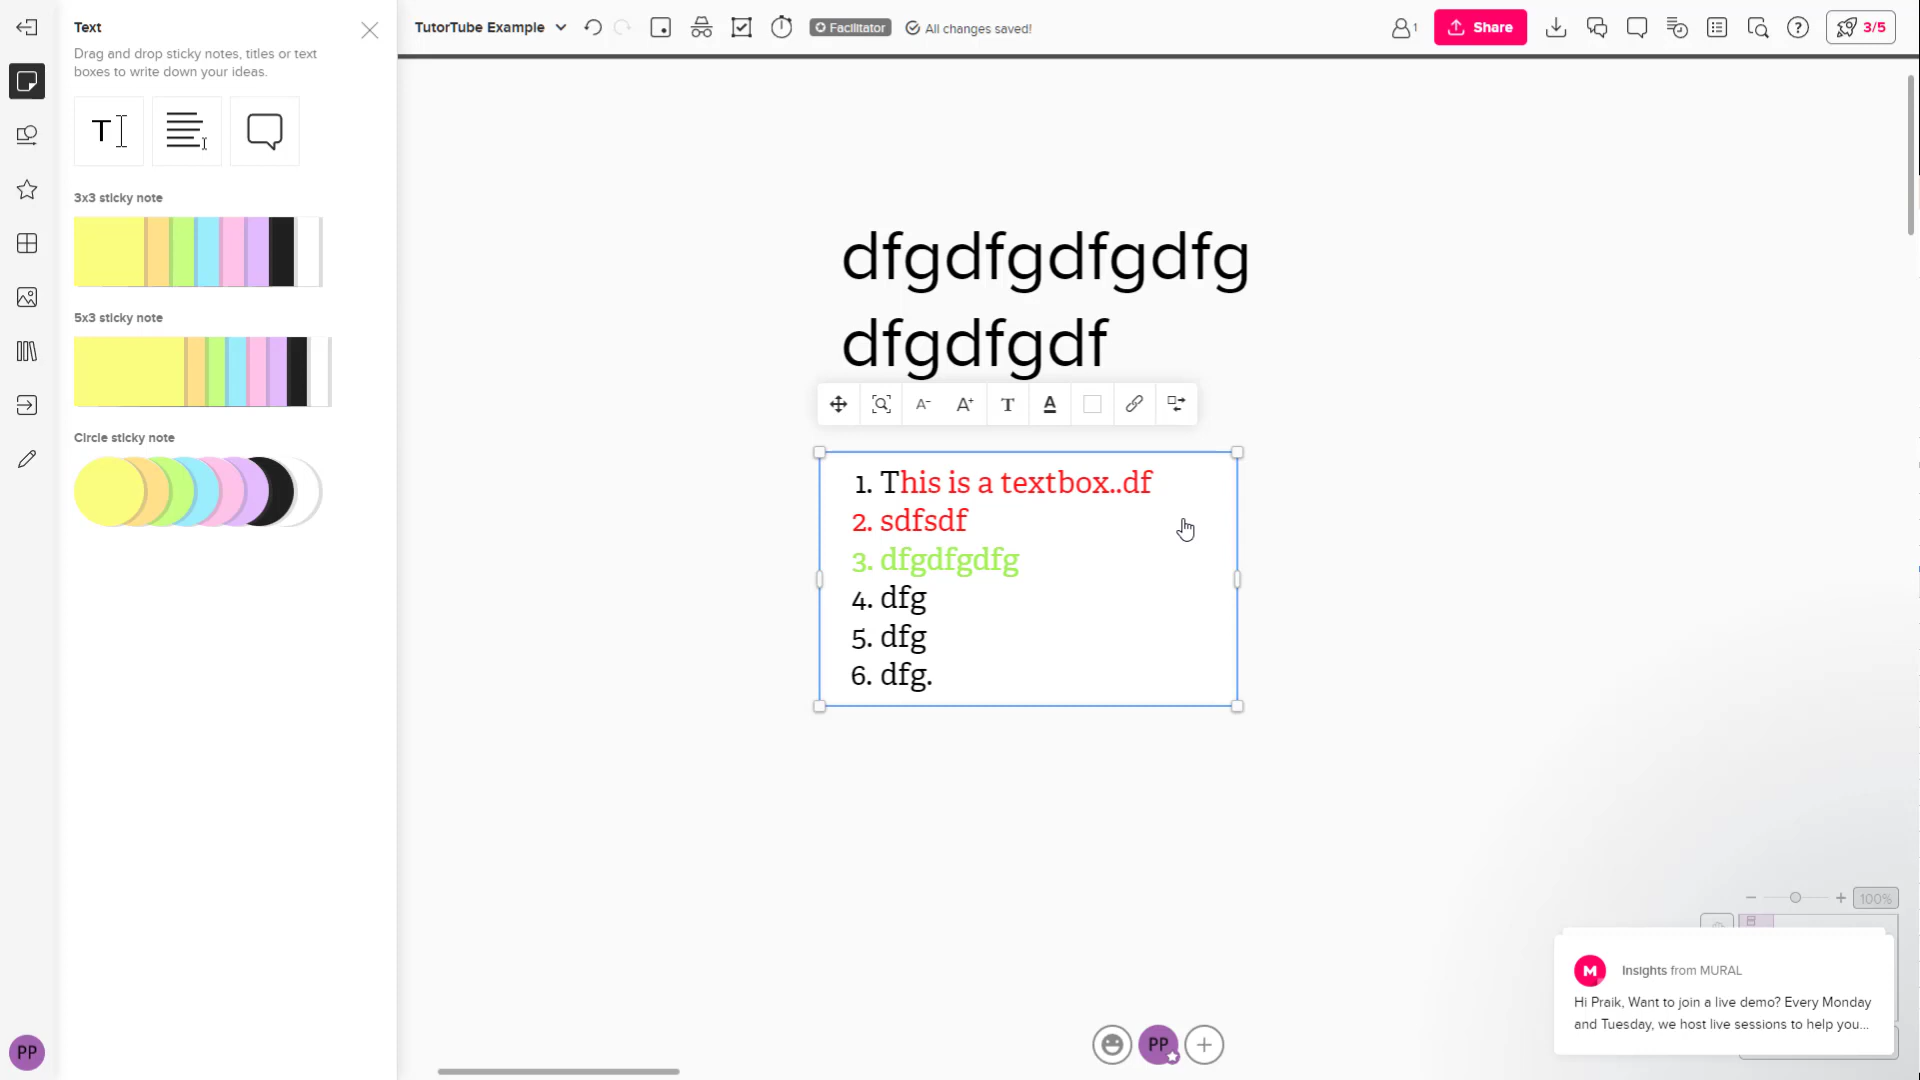 Text
Drag and drop sticky notes, titles or text
boxes to write down your ideas.
T
3x3 sticky note
5x3 sticky note
Circle sticky note
PP
TutorTube Example
Facilitator
All changes saved!
1
Share
3/5
dfgdfgdfgdfg
dfgdfgdf
A- A+ T A
1. This is a textbox..df
2. sdfsdf
3. dfgdfgdfg
4. dfg
5. dfg
6. dfg.
100%
M
Insights from MURAL
Hi Praik, Want to join a live demo? Every Monday
and Tuesday, we host live sessions to help you...
PP